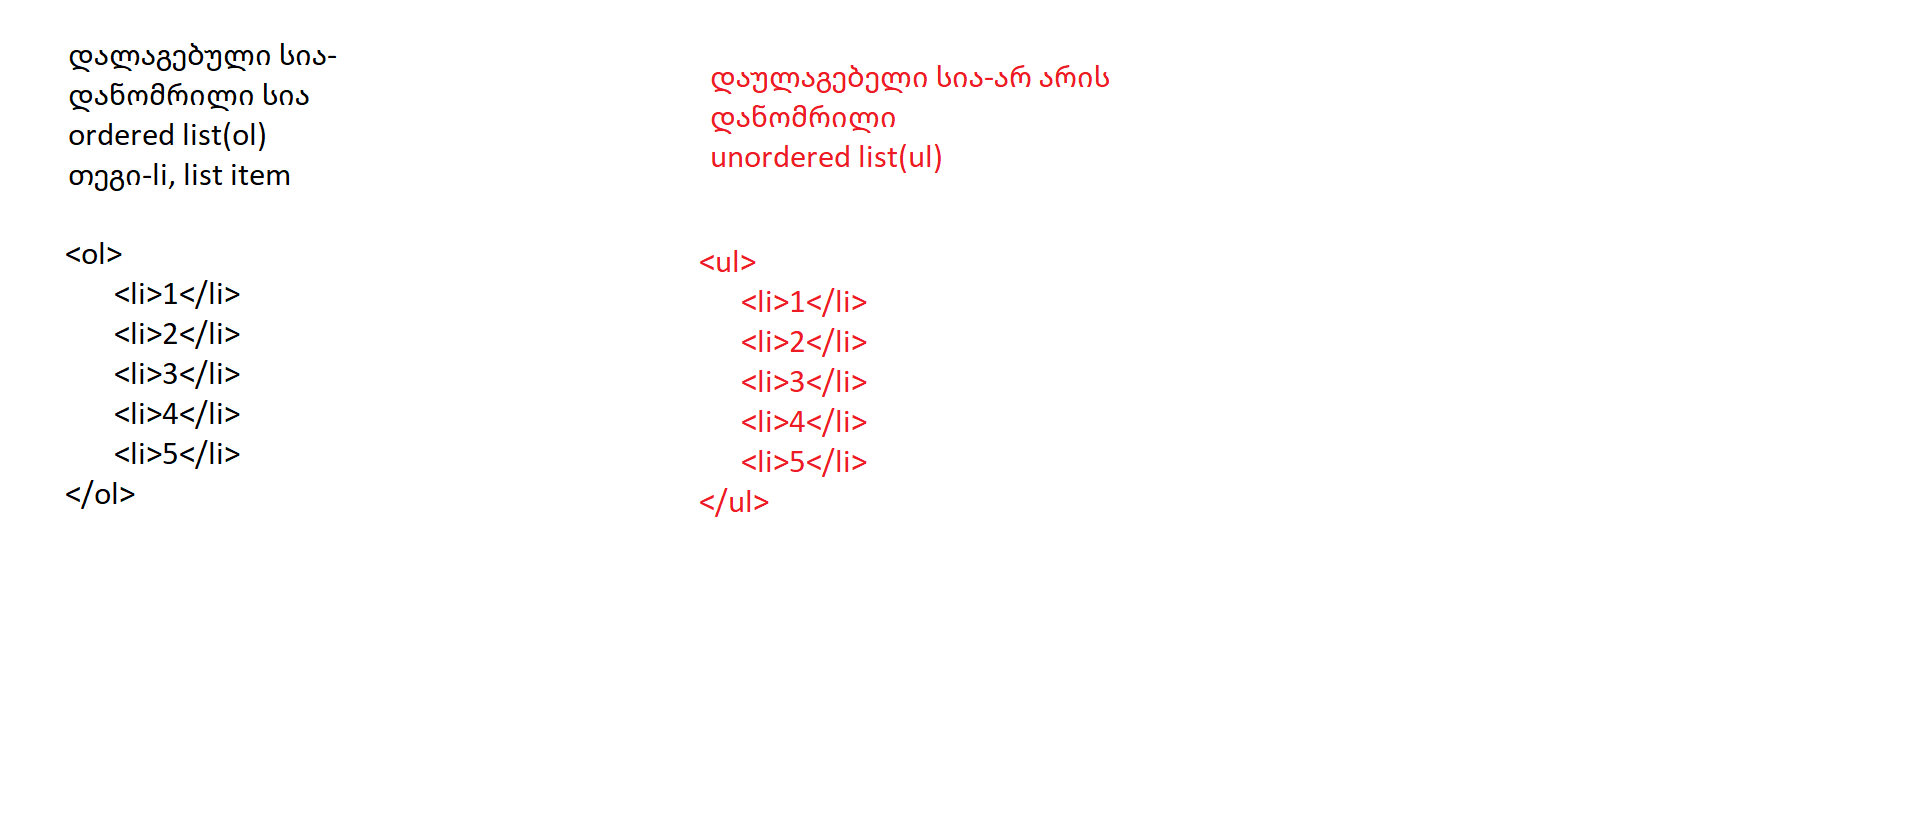 დალაგებული სია-
დანომრილი სია
ordered list(ol)
თეგი-li, list item
<ol>
<li>1</li>
<li>2</li>
<li>3</li>
<li>4</li>
<li>5</li>
</ol>
დაულაგებელი სია-არ არის
დანომრილი
unordered list(ul)
<ul>
<li>1</li>
<li>2</li>
<li>3</li>
<li>4</li>
<li>5</li>
</ul>